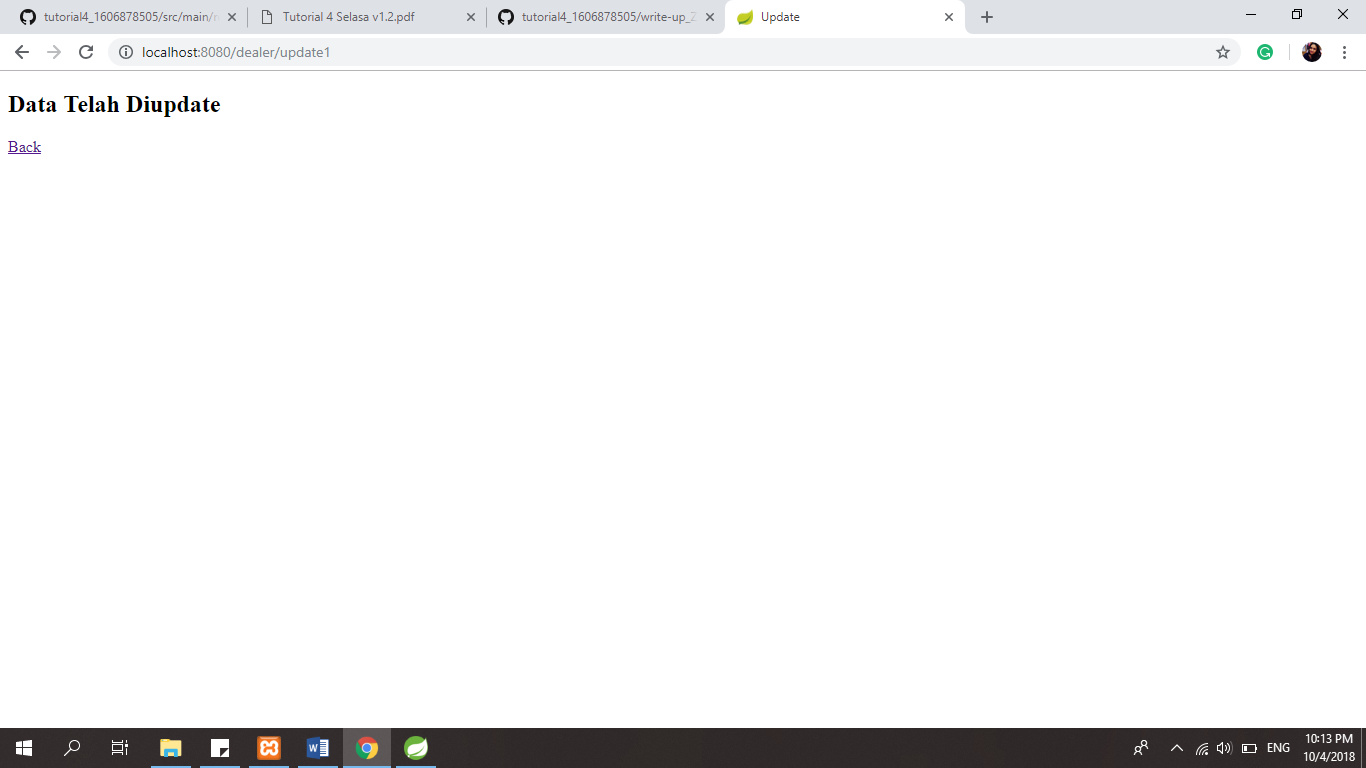 tutorial4_1606878505/src/main/r
Tutorial 4 Selasa v1.2.pdf
tutorial4_1606878505/write-up_Z
Update
localhost:8080/dealer/update1
Data Telah Diupdate
Back
ENG
10:13 PM
10/4/2018